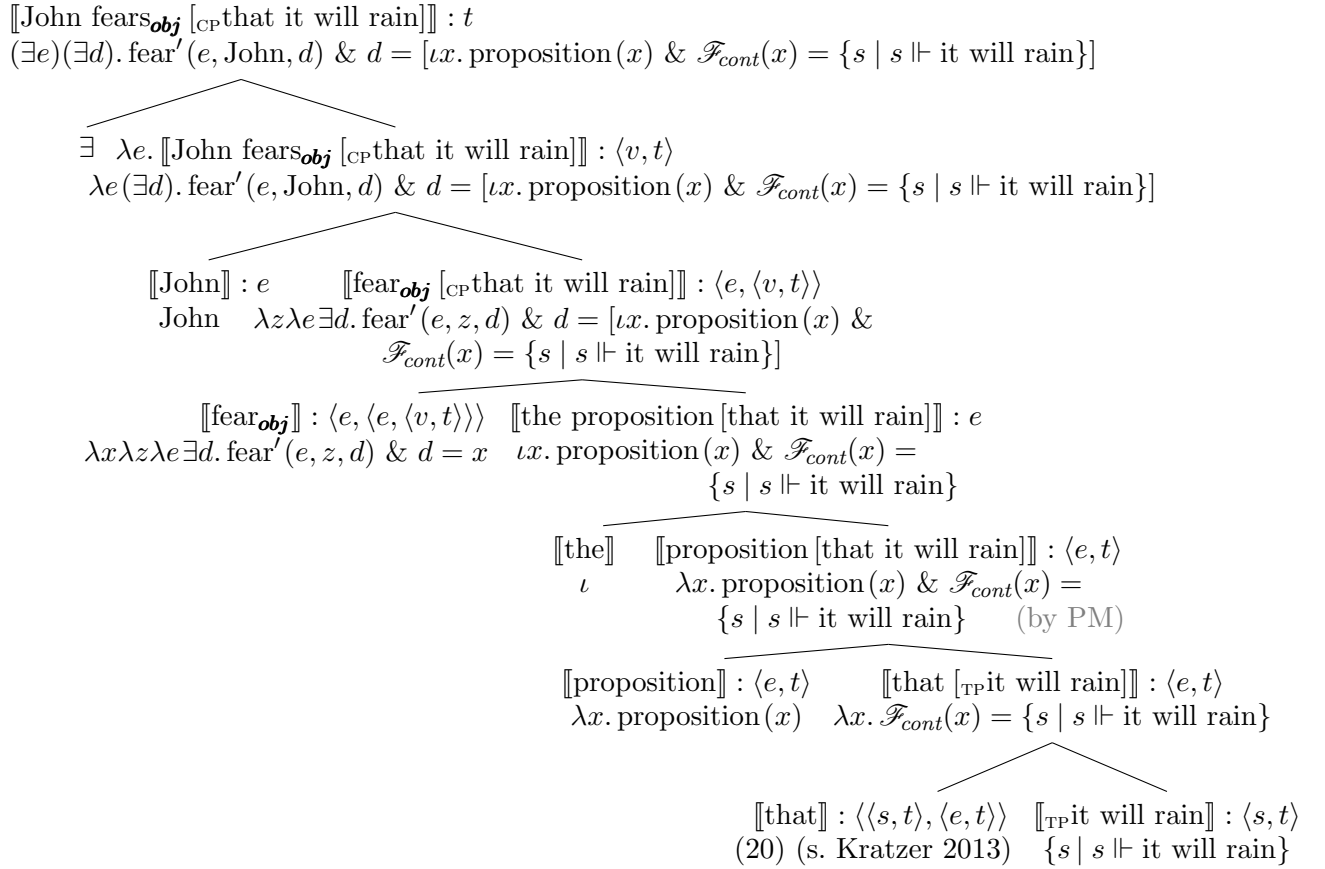 ⟦John fears_obj [CP that it will rain]⟧ : t
(∃e)(∃d). fear′(e, John, d) & d = [ιx. proposition (x) & ℱ_cont(x) = {s | s ⊩ it will rain}]
∃ λe. ⟦John fears_obj [CP that it will rain]⟧ : ⟨v, t⟩
λe(∃d). fear′(e, John, d) & d = [ιx. proposition (x) & ℱ_cont(x) = {s | s ⊩ it will rain}]
⟦John⟧ : e ⟦fear_obj [CP that it will rain]⟧ : ⟨e, ⟨v, t⟩⟩
John λzλe∃d. fear′(e, z, d) & d = [ιx. proposition (x) &
ℱ_cont(x) = {s | s ⊩ it will rain}]
⟦fear_obj⟧ : ⟨e, ⟨e, ⟨v, t⟩⟩⟩ ⟦the proposition [that it will rain]⟧ : e
λxλzλe∃d. fear′(e, z, d) & d = x ιx. proposition (x) & ℱ_cont(x) =
{s | s ⊩ it will rain}
⟦the⟧ ⟦proposition [that it will rain]⟧ : ⟨e, t⟩
ι λx. proposition (x) & ℱ_cont(x) =
{s | s ⊩ it will rain} (by PM)
⟦proposition⟧ : ⟨e, t⟩ ⟦that [TP it will rain]⟧ : ⟨e, t⟩
λx. proposition (x) λx. ℱ_cont(x) = {s | s ⊩ it will rain}
⟦that⟧ : ⟨⟨s, t⟩, ⟨e, t⟩⟩ ⟦TP it will rain⟧ : ⟨s, t⟩
(20) (s. Kratzer 2013) {s | s ⊩ it will rain}